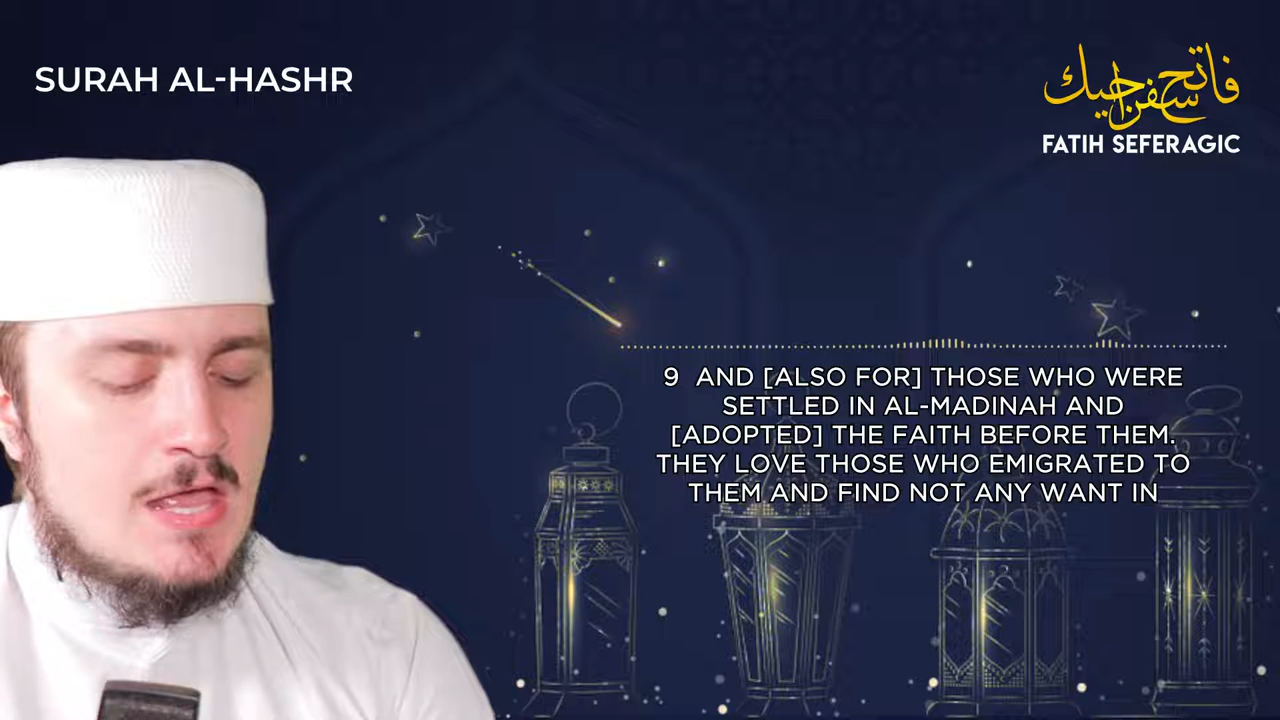 SURAH AL-HASHR
فاتح سفراجيك
FATIH SEFERAGIC
9 AND [ALSO FOR] THOSE WHO WERE
SETTLED IN AL-MADINAH AND
[ADOPTED] THE FAITH BEFORE THEM.
THEY LOVE THOSE WHO EMIGRATED TO
THEM AND FIND NOT ANY WANT IN